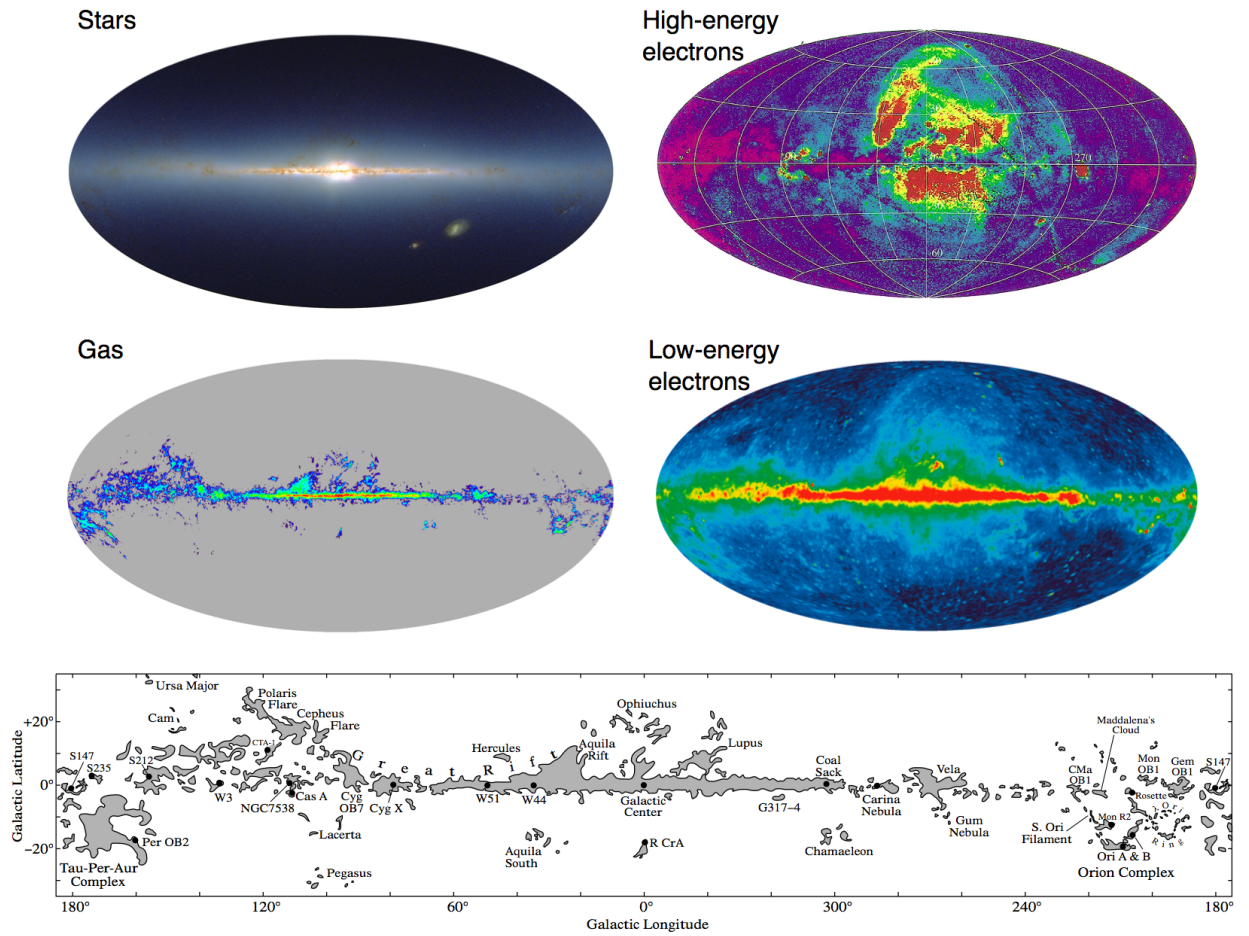 Stars
High-energy
electrons
270
60
Gas
Low-energy
electrons
Galactic Latitude
+20°
0°
−20°
Ursa Major
Polaris
Flare
Cepheus
Flare
Cam
CTA-1
S147
S235
S212
W3
NGC7538
Cas A
Cyg
OB7
Cyg X
Great Rift
Hercules
W51
W44
Aquila
Rift
Ophiuchus
Lupus
Galactic
Center
G317−4
Coal
Sack
Carina
Nebula
Vela
Gum
Nebula
Maddalena's
Cloud
CMa
OB1
Mon
OB1
Gem
OB1
S147
Rosette
Mon R2
Ori
Ring
S. Ori
Filament
Ori A & B
Orion Complex
Per OB2
Tau-Per-Aur
Complex
Lacerta
Pegasus
Aquila
South
R CrA
Chamaeleon
180°
120°
60°
0°
300°
240°
180°
Galactic Longitude